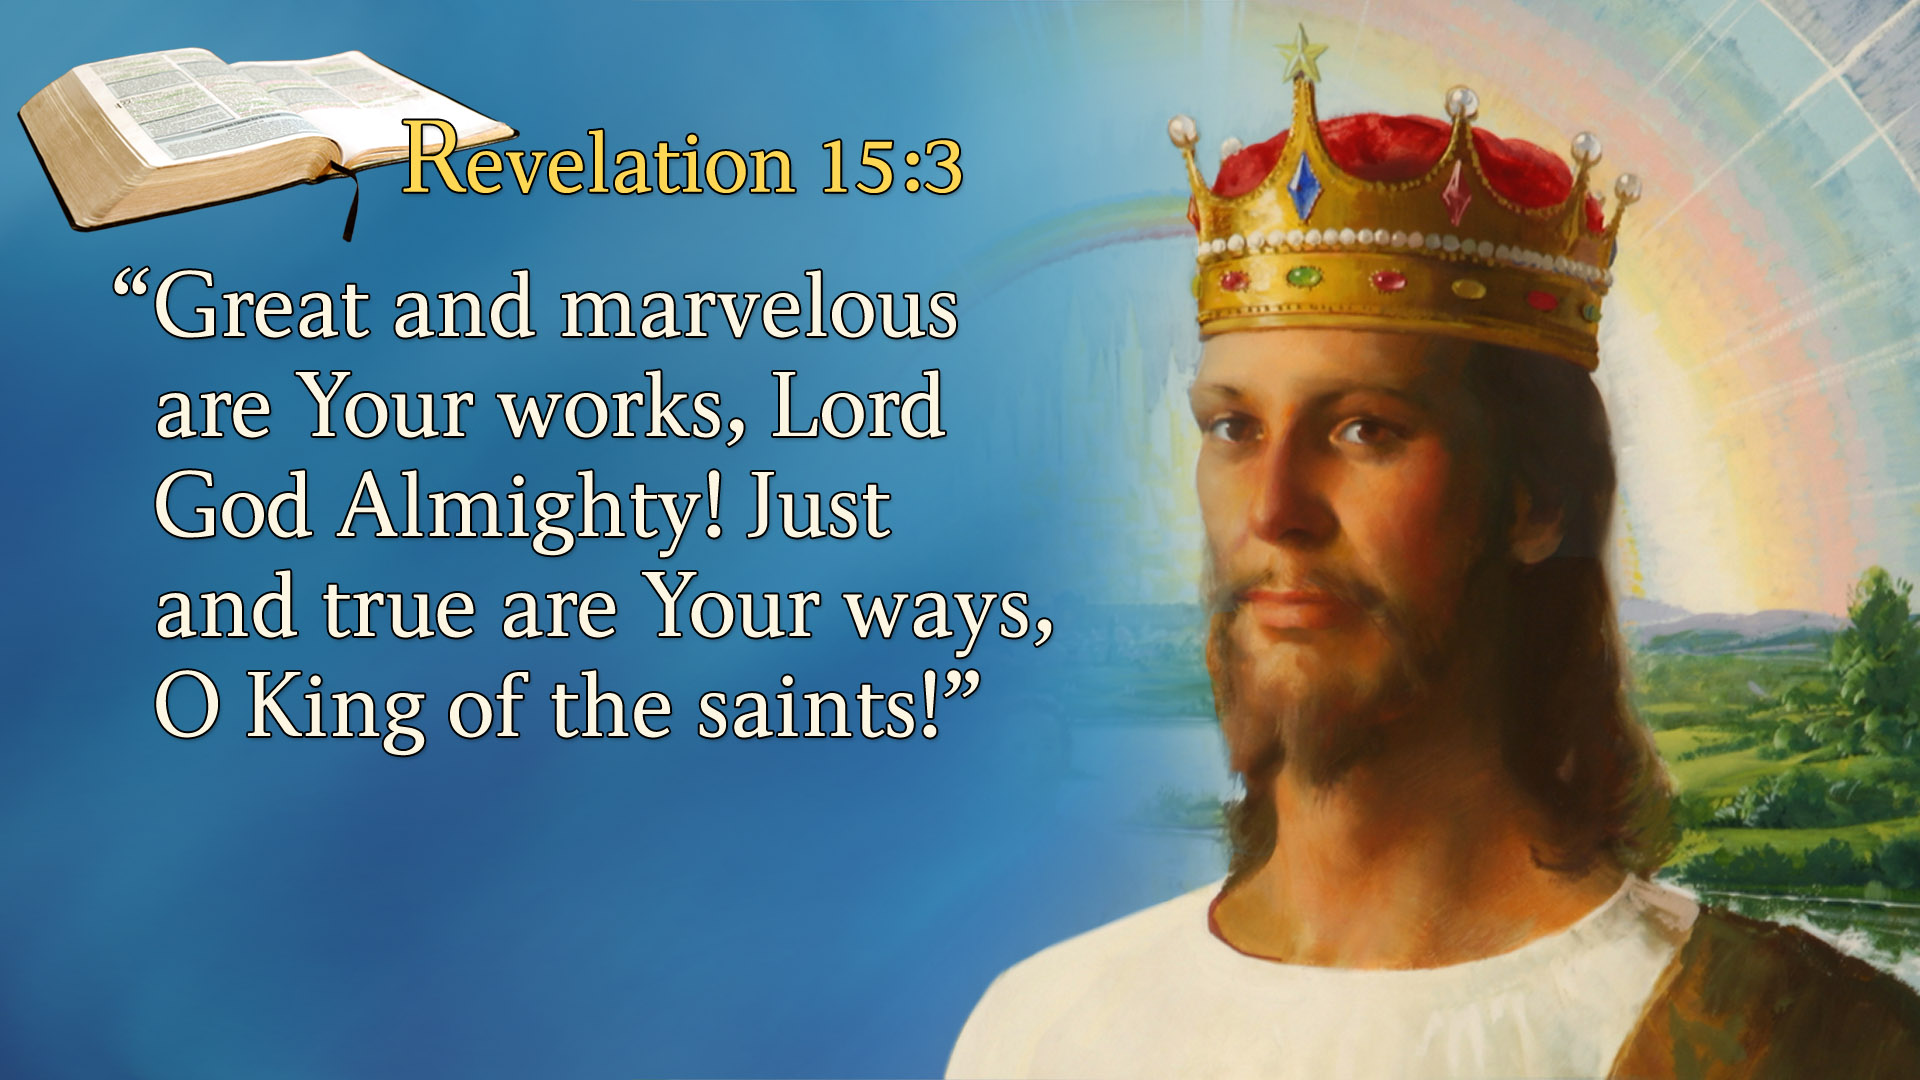 Revelation 15:3
“Great and marvelous
are Your works, Lord
God Almighty! Just
and true are Your ways,
O King of the saints!”